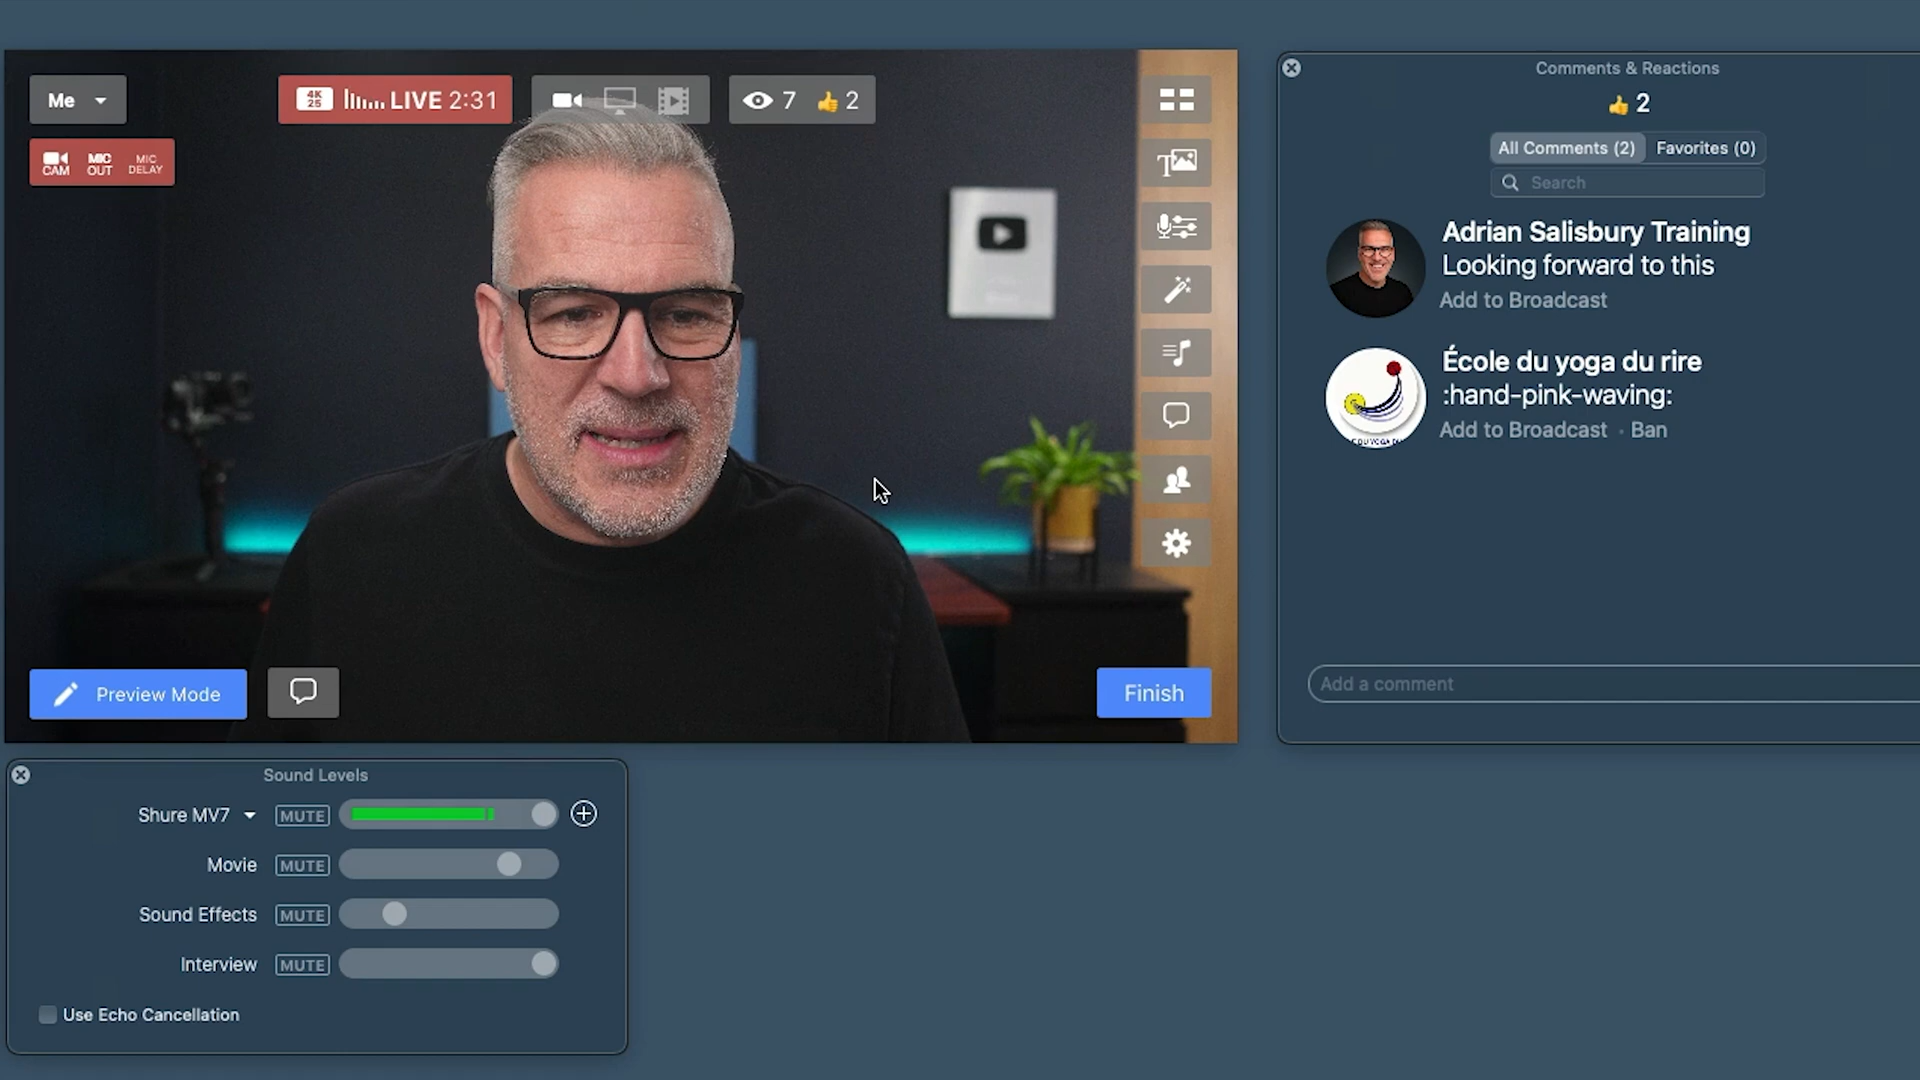 Me
4K
25
LIVE 2:31
7
2
CAM
MIC
OUT
MIC
DELAY
T
Preview Mode
Finish
Comments & Reactions
2
All Comments (2)
Favorites (0)
Search
Adrian Salisbury Training
Looking forward to this
Add to Broadcast
École du yoga du rire
:hand-pink-waving:
Add to Broadcast · Ban
Add a comment
Sound Levels
Shure MV7
MUTE
Movie
MUTE
Sound Effects
MUTE
Interview
MUTE
Use Echo Cancellation